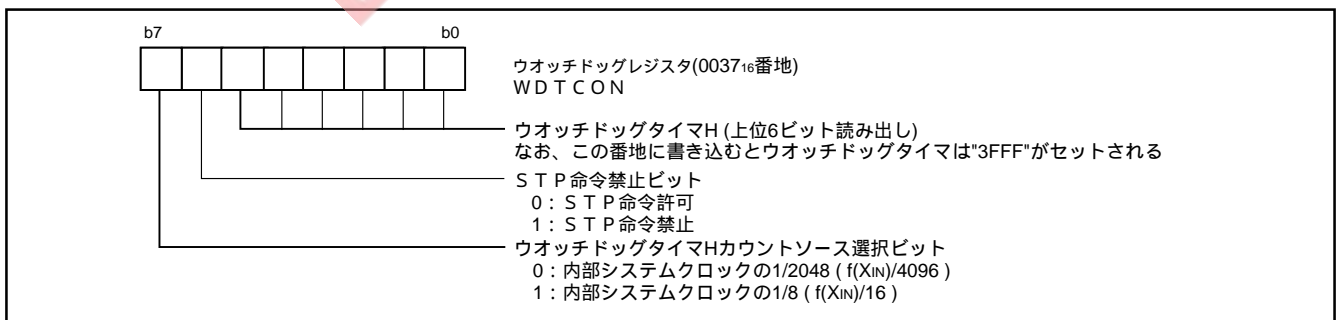 b7 b0
ウオッチドッグレジスタ(0037₁₆番地)
ＷＤＴＣＯＮ
ウオッチドッグタイマH (上位6ビット読み出し)
なお、この番地に書き込むとウオッチドッグタイマは"3FFF"がセットされる
ＳＴＰ命令禁止ビット
0：ＳＴＰ命令許可
1：ＳＴＰ命令禁止
ウオッチドッグタイマHカウントソース選択ビット
0：内部システムクロックの1/2048 ( f(XIN)/4096 )
1：内部システムクロックの1/8 ( f(XIN)/16 )